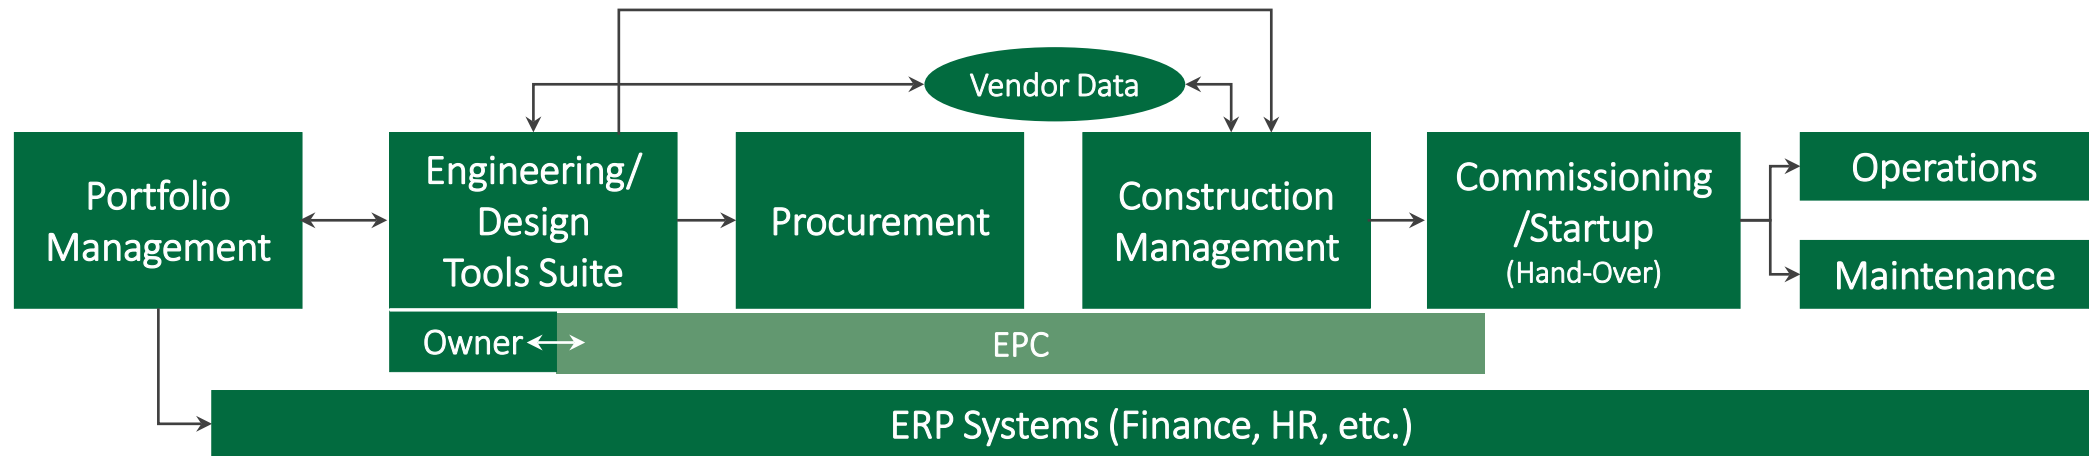 Vendor Data
Portfolio
Management
Engineering/
Design
Tools Suite
Procurement
Construction
Management
Commissioning
/Startup
(Hand-Over)
Operations
Maintenance
Owner
EPC
ERP Systems (Finance, HR, etc.)